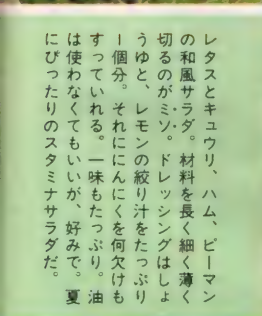 レタスとキュウリ、ハム、ピーマン
の和風サラダ。材料を長く細く薄く
切るのがミソ。ドレッシングはしょ
うゆと、レモンの絞り汁をたっぷり
一個分。それににんにくを何欠けも
すっていれる。一味もたっぷり。油
は使わなくてもいいが、好みで。夏
にぴったりのスタミナサラダだ。